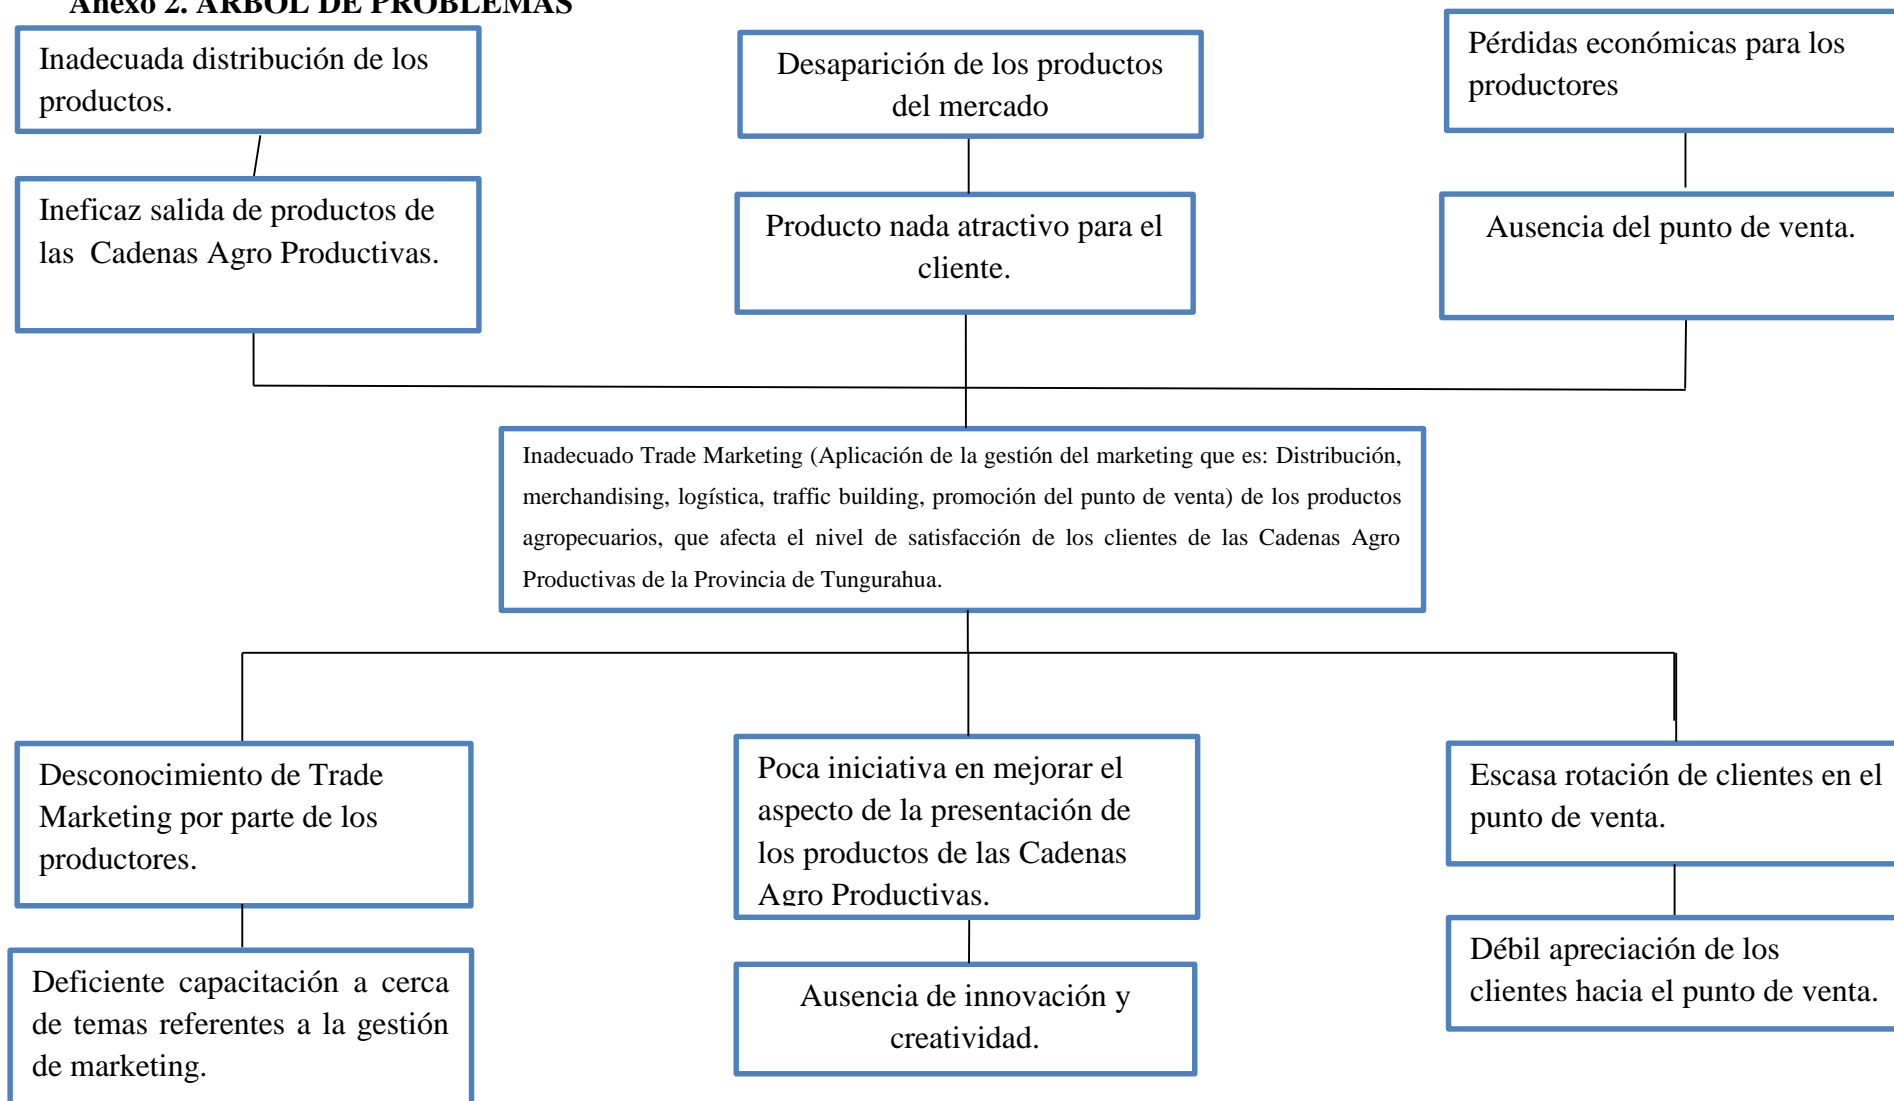 Anexo 2. ÁRBOL DE PROBLEMAS
Inadecuada distribución de los
productos.
Desaparición de los productos
del mercado
Pérdidas económicas para los
productores
Ineficaz salida de productos de
las Cadenas Agro Productivas.
Producto nada atractivo para el
cliente.
Ausencia del punto de venta.
Inadecuado Trade Marketing (Aplicación de la gestión del marketing que es: Distribución,
merchandising, logística, traffic building, promoción del punto de venta) de los productos
agropecuarios, que afecta el nivel de satisfacción de los clientes de las Cadenas Agro
Productivas de la Provincia de Tungurahua.
Desconocimiento de Trade
Marketing por parte de los
productores.
Poca iniciativa en mejorar el
aspecto de la presentación de
los productos de las Cadenas
Agro Productivas.
Escasa rotación de clientes en el
punto de venta.
Deficiente capacitación a cerca
de temas referentes a la gestión
de marketing.
Ausencia de innovación y
creatividad.
Débil apreciación de los
clientes hacia el punto de venta.